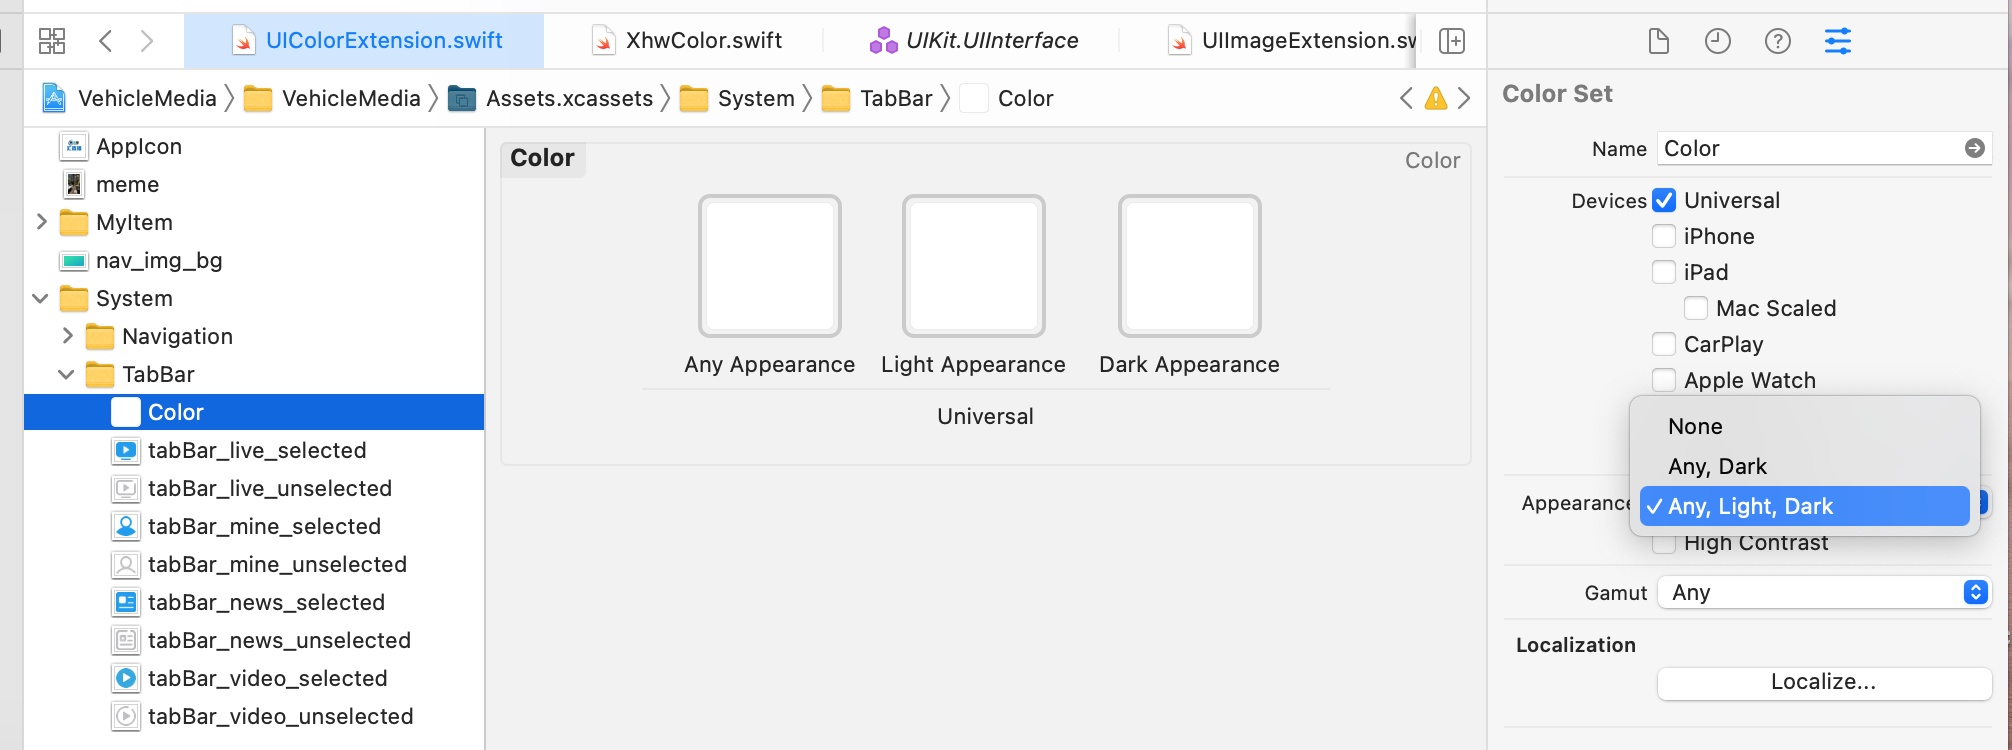 UIColorExtension.swift
XhwColor.swift
UIKit.UIInterface
UIImageExtension.sw
VehicleMedia
VehicleMedia
Assets.xcassets
System
TabBar
Color
AppIcon
meme
MyItem
nav_img_bg
System
Navigation
TabBar
Color
tabBar_live_selected
tabBar_live_unselected
tabBar_mine_selected
tabBar_mine_unselected
tabBar_news_selected
tabBar_news_unselected
tabBar_video_selected
tabBar_video_unselected
Color
Color
Any Appearance
Light Appearance
Dark Appearance
Universal
Color Set
Name
Color
Devices
Universal
iPhone
iPad
Mac Scaled
CarPlay
Apple Watch
None
Any, Dark
Appearance
✓ Any, Light, Dark
High Contrast
Gamut
Any
Localization
Localize...